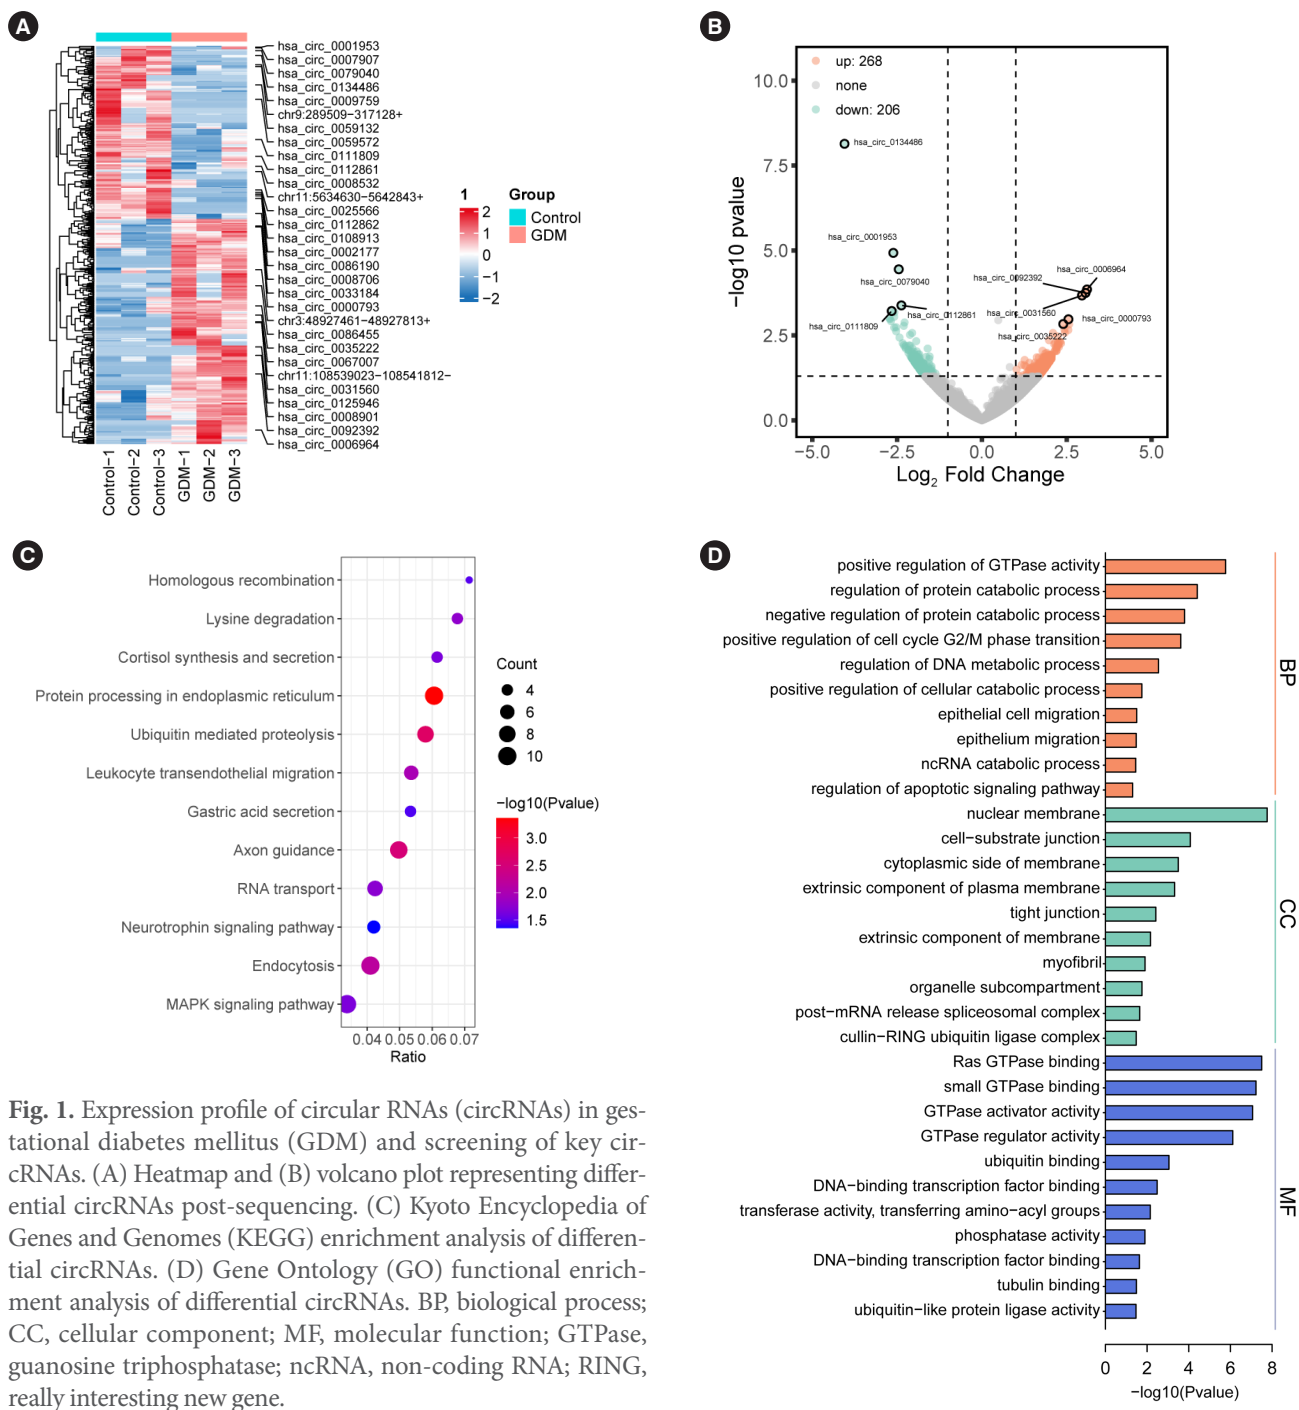 A
hsa_circ_0001953
hsa_circ_0007907
hsa_circ_0079040
hsa_circ_0134486
hsa_circ_0009759
chr9:289509−317128+
hsa_circ_0059132
hsa_circ_0059572
hsa_circ_0111809
hsa_circ_0112861
hsa_circ_0008532
chr11:5634630−5642843+
hsa_circ_0025566
hsa_circ_0112862
hsa_circ_0108913
hsa_circ_0002177
hsa_circ_0086190
hsa_circ_0008706
hsa_circ_0033184
hsa_circ_0000793
chr3:48927461−48927813+
hsa_circ_0086455
hsa_circ_0035222
hsa_circ_0067007
chr11:108539023−108541812−
hsa_circ_0031560
hsa_circ_0125946
hsa_circ_0008901
hsa_circ_0092392
hsa_circ_0006964
Control-1
Control-2
Control-3
GDM-1
GDM-2
GDM-3
1
2
1
0
−1
−2
Group
Control
GDM
B
up: 268
none
down: 206
hsa_circ_0134486
hsa_circ_0001953
hsa_circ_0079040
hsa_circ_0112861
hsa_circ_0111809
hsa_circ_0092392
hsa_circ_0006964
hsa_circ_0031560
hsa_circ_0000793
hsa_circ_0035222
10.0
7.5
5.0
2.5
0.0
−log10 pvalue
−5.0 −2.5 0.0 2.5 5.0
Log2 Fold Change
C
Homologous recombination
Lysine degradation
Cortisol synthesis and secretion
Protein processing in endoplasmic reticulum
Ubiquitin mediated proteolysis
Leukocyte transendothelial migration
Gastric acid secretion
Axon guidance
RNA transport
Neurotrophin signaling pathway
Endocytosis
MAPK signaling pathway
0.04 0.05 0.06 0.07
Ratio
Count
4
6
8
10
−log10(Pvalue)
3.0
2.5
2.0
1.5
D
positive regulation of GTPase activity
regulation of protein catabolic process
negative regulation of protein catabolic process
positive regulation of cell cycle G2/M phase transition
regulation of DNA metabolic process
positive regulation of cellular catabolic process
epithelial cell migration
epithelium migration
ncRNA catabolic process
regulation of apoptotic signaling pathway
BP
nuclear membrane
cell−substrate junction
cytoplasmic side of membrane
extrinsic component of plasma membrane
tight junction
extrinsic component of membrane
myofibril
organelle subcompartment
post−mRNA release spliceosomal complex
cullin−RING ubiquitin ligase complex
CC
Ras GTPase binding
small GTPase binding
GTPase activator activity
GTPase regulator activity
ubiquitin binding
DNA−binding transcription factor binding
transferase activity, transferring amino−acyl groups
phosphatase activity
DNA−binding transcription factor binding
tubulin binding
ubiquitin−like protein ligase activity
MF
0 2 4 6 8
−log10(Pvalue)
Fig. 1. Expression profile of circular RNAs (circRNAs) in ges-
tational diabetes mellitus (GDM) and screening of key cir-
cRNAs. (A) Heatmap and (B) volcano plot representing differ-
ential circRNAs post-sequencing. (C) Kyoto Encyclopedia of
Genes and Genomes (KEGG) enrichment analysis of differen-
tial circRNAs. (D) Gene Ontology (GO) functional enrich-
ment analysis of differential circRNAs. BP, biological process;
CC, cellular component; MF, molecular function; GTPase,
guanosine triphosphatase; ncRNA, non-coding RNA; RING,
really interesting new gene.